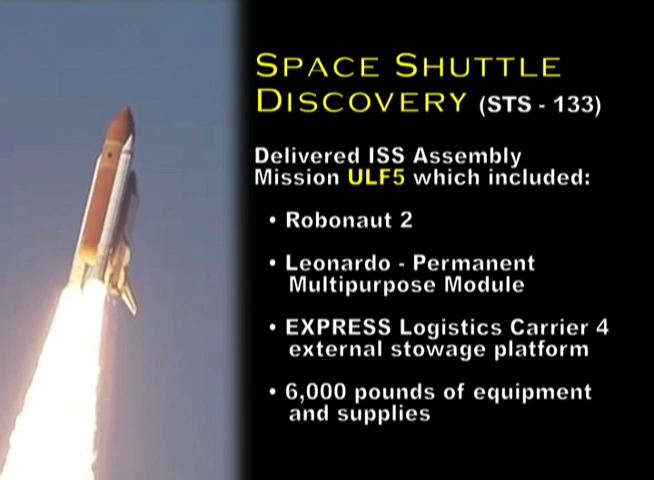 SPACE SHUTTLE
DISCOVERY (STS - 133)
Delivered ISS Assembly
Mission ULF5 which included:
• Robonaut 2
• Leonardo - Permanent
Multipurpose Module
• EXPRESS Logistics Carrier 4
external stowage platform
• 6,000 pounds of equipment
and supplies